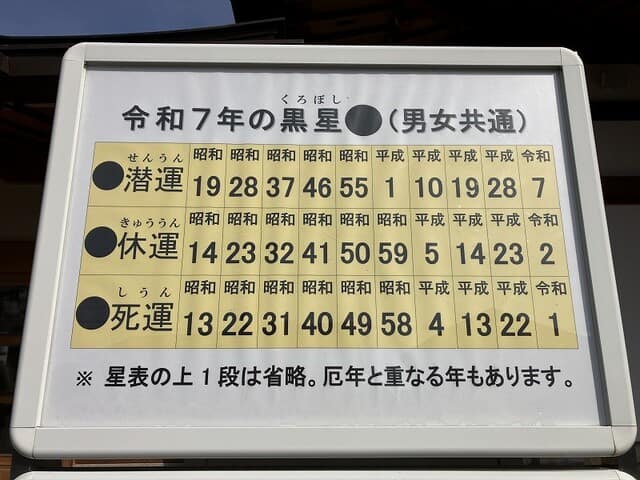 くろぼし
令和7年の黒星●(男女共通)
せんうん 昭和 昭和 昭和 昭和 昭和 平成 平成 平成 平成 令和
●潜運 19 28 37 46 55 1 10 19 28 7
きゅううん 昭和 昭和 昭和 昭和 昭和 昭和 平成 平成 平成 令和
●休運 14 23 32 41 50 59 5 14 23 2
しうん 昭和 昭和 昭和 昭和 昭和 昭和 平成 平成 平成 令和
●死運 13 22 31 40 49 58 4 13 22 1
※ 星表の上1段は省略。厄年と重なる年もあります。